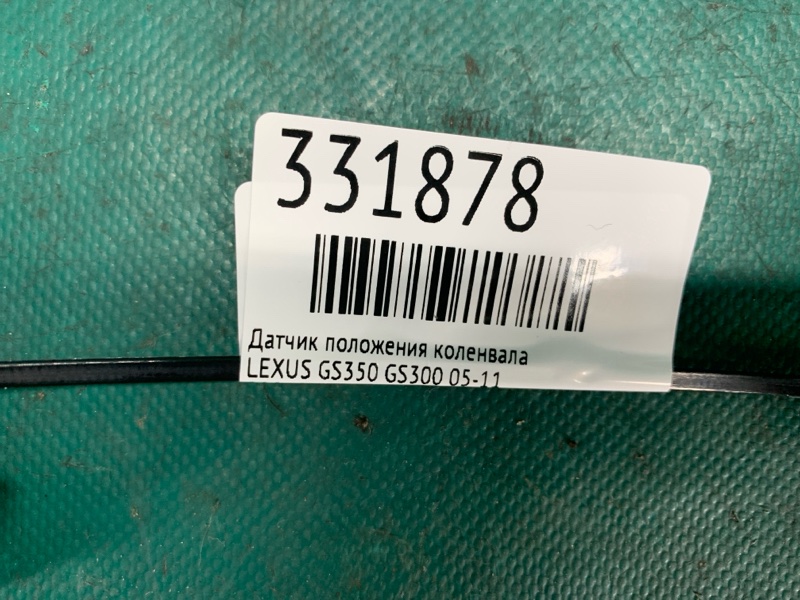 331878
Датчик положения коленвала
LEXUS GS350 GS300 05-11